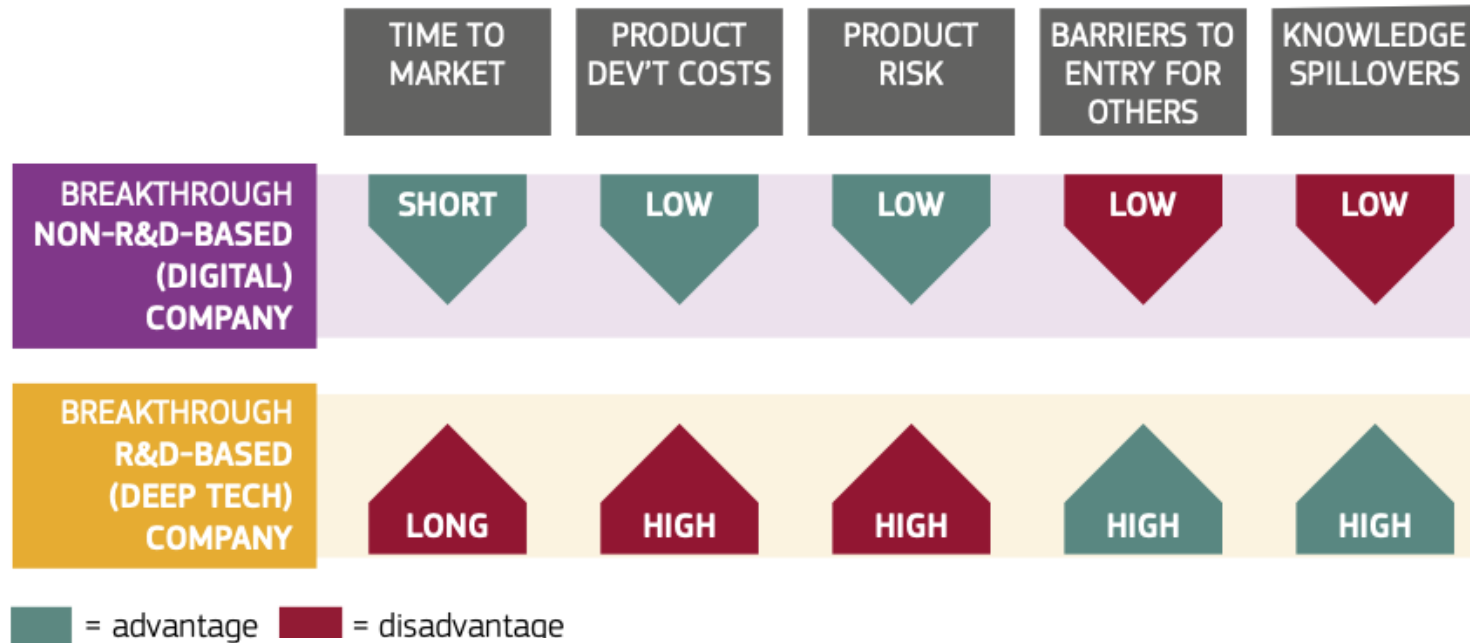 TIME TO
MARKET
PRODUCT
DEV'T COSTS
PRODUCT
RISK
BARRIERS TO
ENTRY FOR
OTHERS
KNOWLEDGE
SPILLOVERS
BREAKTHROUGH
NON-R&D-BASED
(DIGITAL)
COMPANY
SHORT
LOW
LOW
LOW
LOW
BREAKTHROUGH
R&D-BASED
(DEEP TECH)
COMPANY
LONG
HIGH
HIGH
HIGH
HIGH
= advantage
= disadvantage